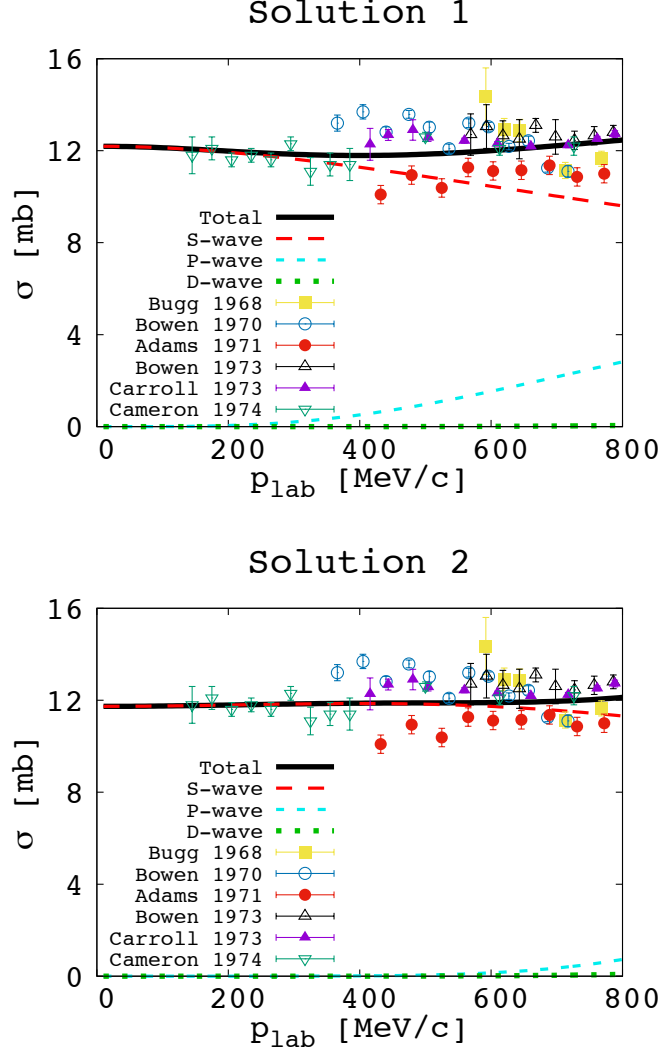 Solution 1
16
12
8
4
0
σ [mb]
Total
S-wave
P-wave
D-wave
Bugg 1968
Bowen 1970
Adams 1971
Bowen 1973
Carroll 1973
Cameron 1974
0 200 400 600 800
p_lab [MeV/c]
Solution 2
16
12
8
4
0
σ [mb]
Total
S-wave
P-wave
D-wave
Bugg 1968
Bowen 1970
Adams 1971
Bowen 1973
Carroll 1973
Cameron 1974
0 200 400 600 800
p_lab [MeV/c]